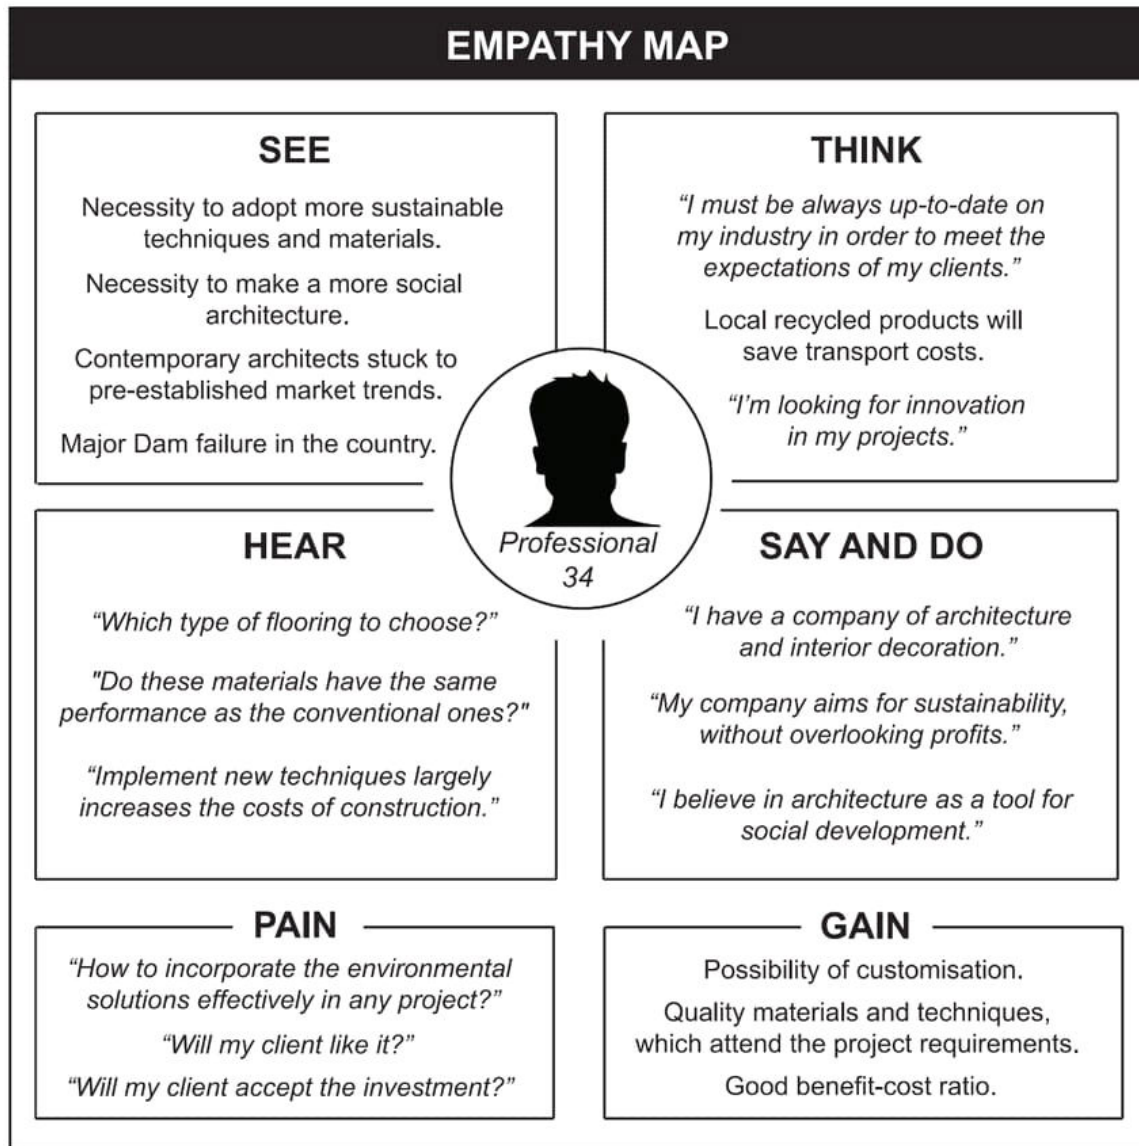 EMPATHY MAP
SEE
Necessity to adopt more sustainable
techniques and materials.
Necessity to make a more social
architecture.
Contemporary architects stuck to
pre-established market trends.
Major Dam failure in the country.
THINK
“I must be always up-to-date on
my industry in order to meet the
expectations of my clients.”
Local recycled products will
save transport costs.
“I’m looking for innovation
in my projects.”
Professional
34
HEAR
“Which type of flooring to choose?”
"Do these materials have the same
performance as the conventional ones?"
“Implement new techniques largely
increases the costs of construction.”
SAY AND DO
“I have a company of architecture
and interior decoration.”
“My company aims for sustainability,
without overlooking profits.”
“I believe in architecture as a tool for
social development.”
PAIN
“How to incorporate the environmental
solutions effectively in any project?”
“Will my client like it?”
“Will my client accept the investment?”
GAIN
Possibility of customisation.
Quality materials and techniques,
which attend the project requirements.
Good benefit-cost ratio.